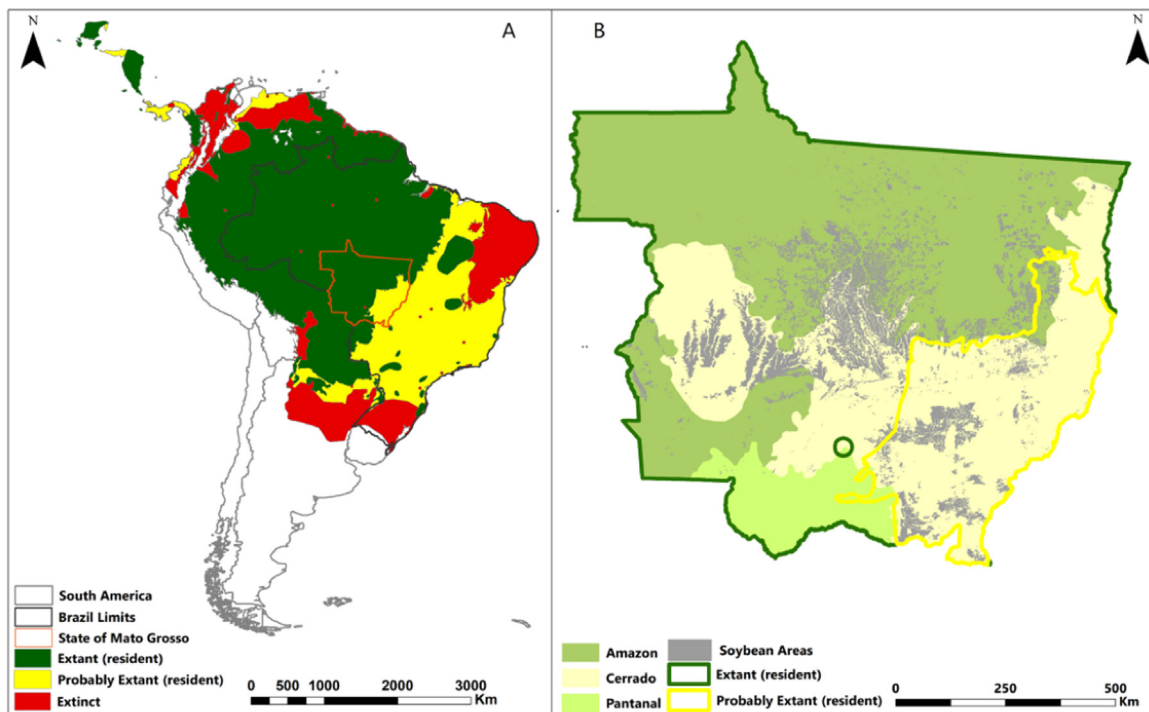 N
A
South America
Brazil Limits
State of Mato Grosso
Extant (resident)
Probably Extant (resident)
Extinct
0 500 1000 2000 3000
Km
B
N
Amazon
Cerrado
Pantanal
Soybean Areas
Extant (resident)
Probably Extant (resident)
0 250 500
Km